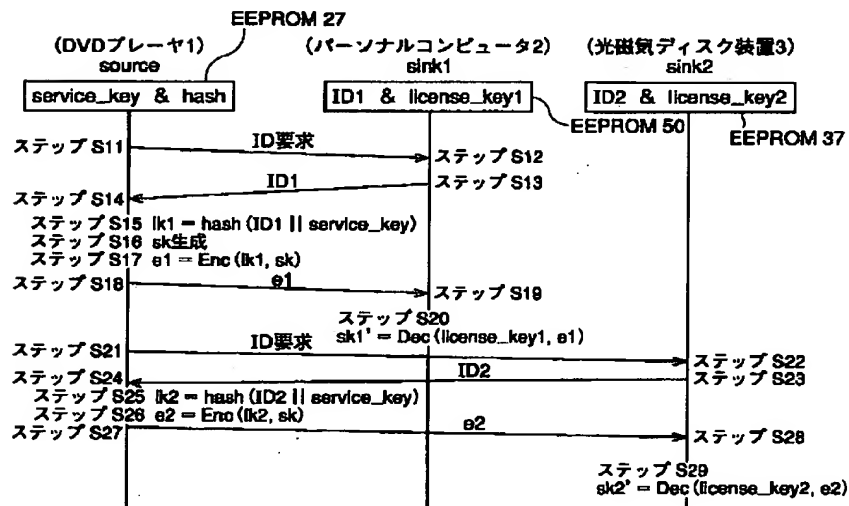 EEPROM 27
(DVDプレーヤ1)
source
(パーソナルコンピュータ2)
sink1
(光磁気ディスク装置3)
sink2
service_key & hash
ID1 & license_key1
ID2 & license_key2
EEPROM 50
EEPROM 37
ステップ S11
ID要求
ステップ S12
ID1
ステップ S13
ステップ S14
ステップ S15 lk1 = hash (ID1 || service_key)
ステップ S16 sk生成
ステップ S17 e1 = Enc (lk1, sk)
ステップ S18
e1
ステップ S19
ステップ S20
sk1' = Dec (license_key1, e1)
ステップ S21
ID要求
ステップ S22
ステップ S24
ID2
ステップ S23
ステップ S25 lk2 = hash (ID2 || service_key)
ステップ S26 e2 = Enc (lk2, sk)
ステップ S27
e2
ステップ S28
ステップ S29
sk2' = Dec (license_key2, e2)